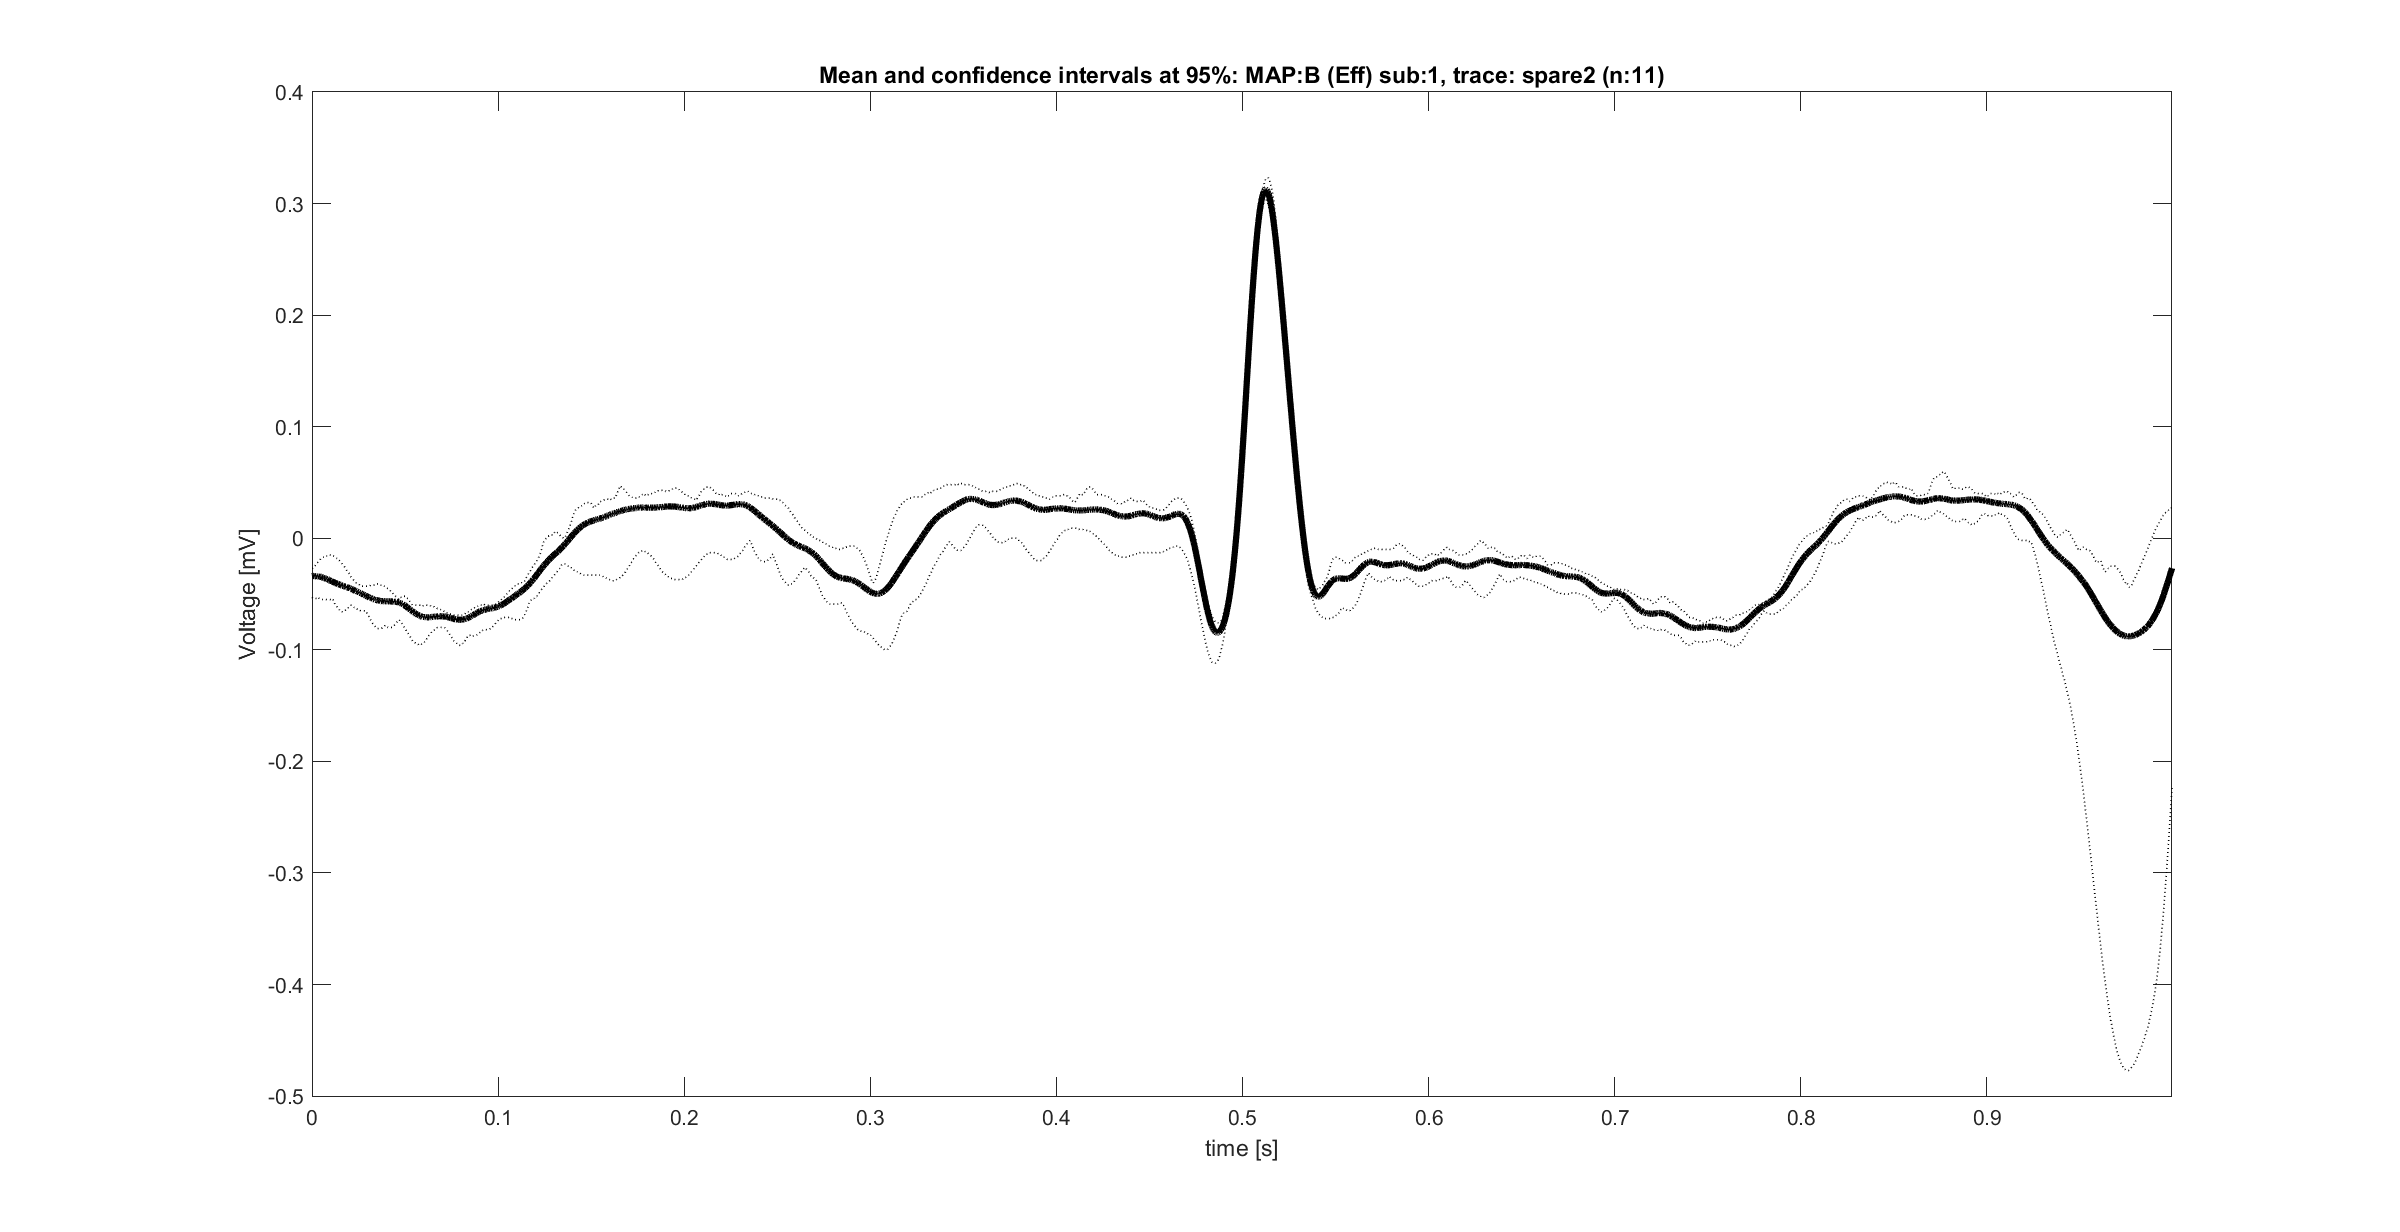 Mean and confidence intervals at 95%: MAP:B (Eff) sub:1, trace: spare2 (n:11)
0.4
0.3
0.2
0.1
0
-0.1
-0.2
-0.3
-0.4
-0.5
Voltage [mV]
0 0.1 0.2 0.3 0.4 0.5 0.6 0.7 0.8 0.9
time [s]